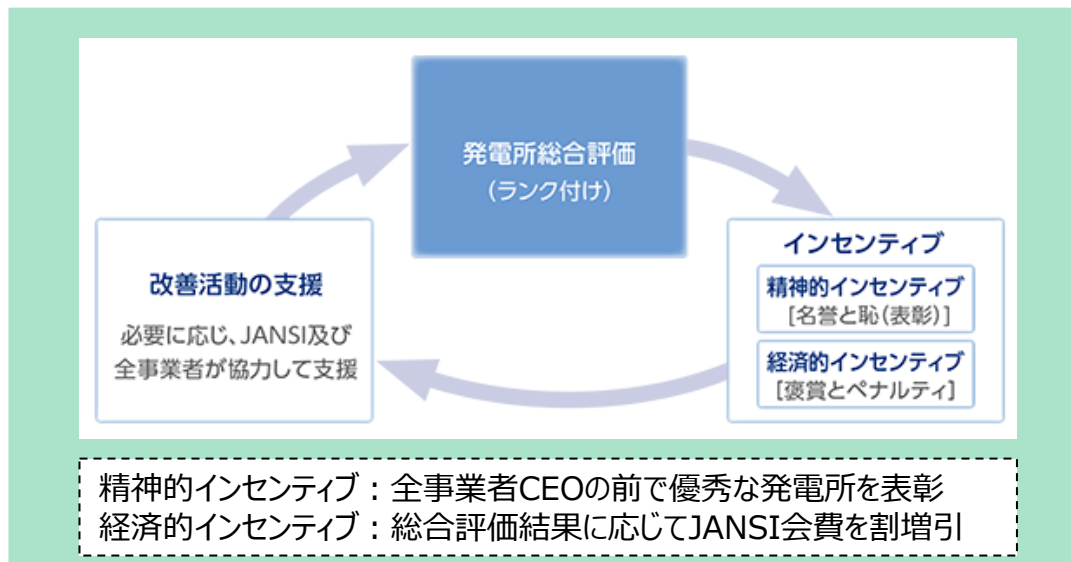 発電所総合評価
(ランク付け)
インセンティブ
精神的インセンティブ
[名誉と恥(表彰)]
経済的インセンティブ
[褒賞とペナルティ]
改善活動の支援
必要に応じ、JANSI及び
全事業者が協力して支援
精神的インセンティブ：全事業者CEOの前で優秀な発電所を表彰
経済的インセンティブ：総合評価結果に応じてJANSI会費を割増引